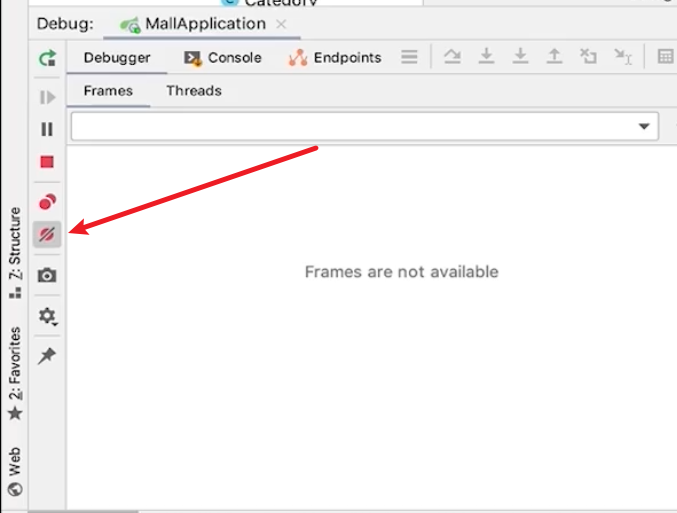 Category
Debug: MallApplication
Debugger Console Endpoints
Frames Threads
Frames are not available
7: Structure
2: Favorites
Web